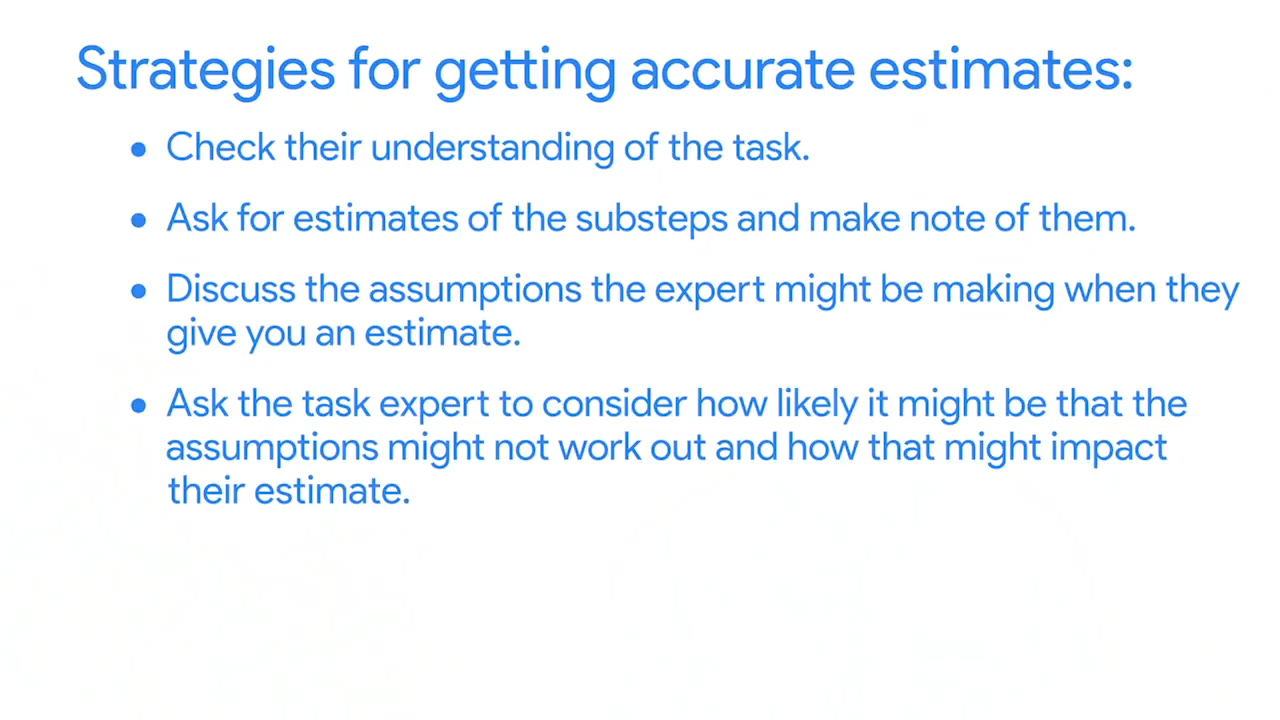 Strategies for getting accurate estimates:
• Check their understanding of the task.
• Ask for estimates of the substeps and make note of them.
• Discuss the assumptions the expert might be making when they
give you an estimate.
• Ask the task expert to consider how likely it might be that the
assumptions might not work out and how that might impact
their estimate.